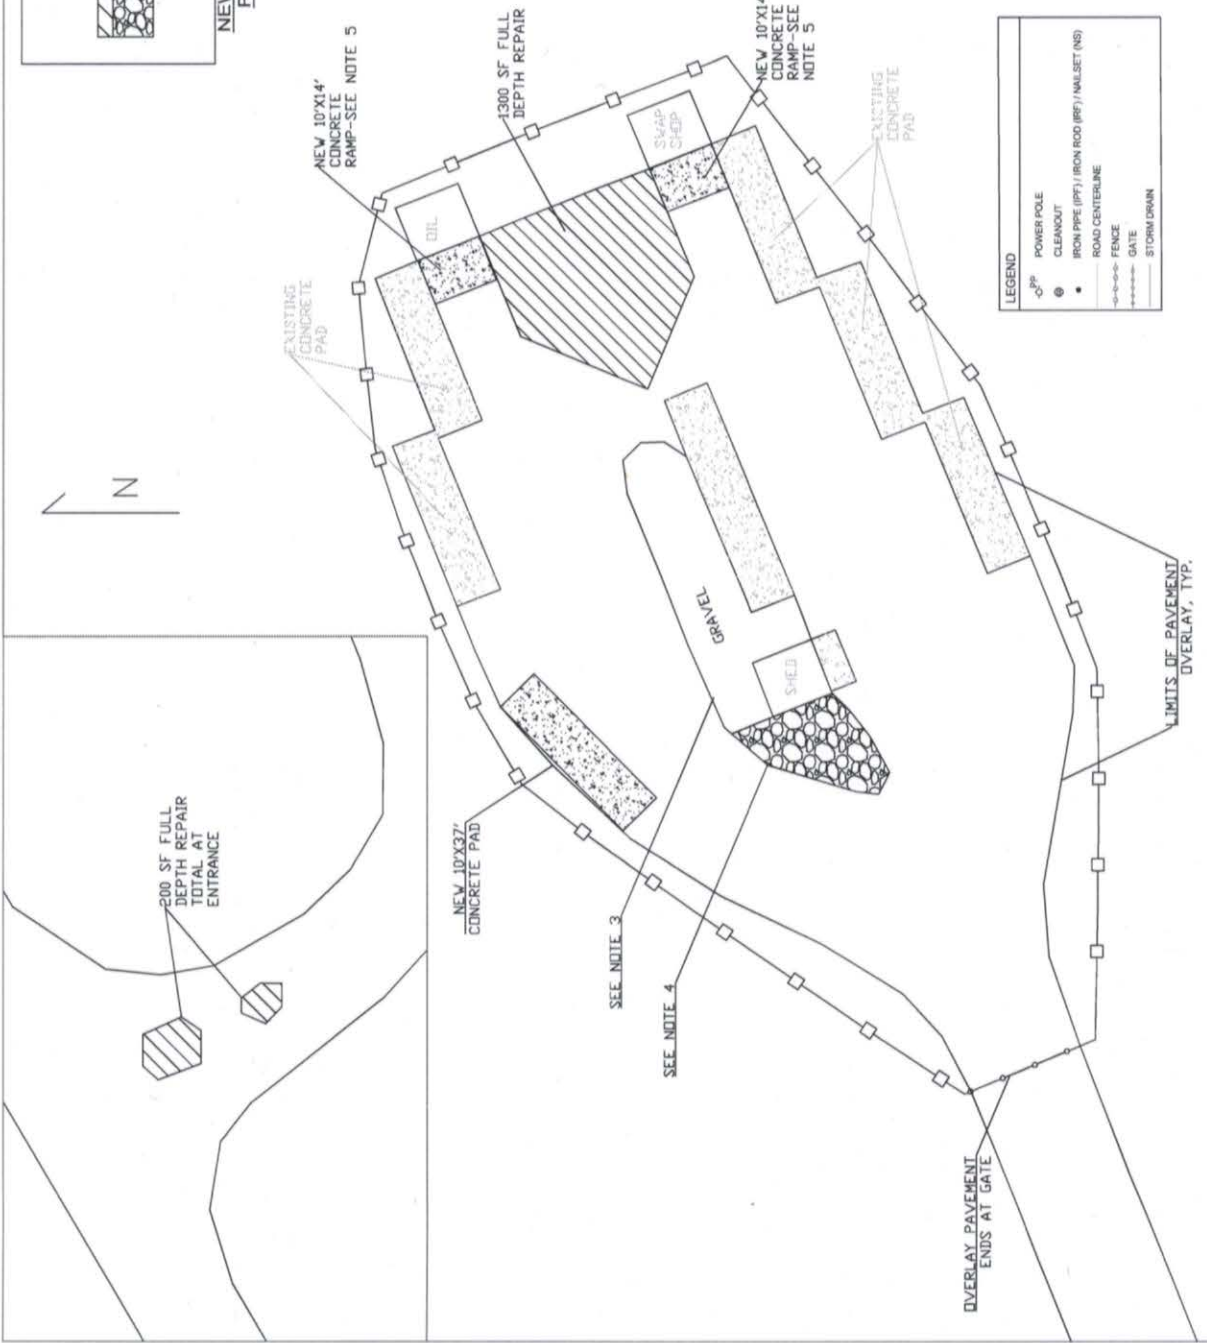 NEW
200 SF FULL
DEPTH REPAIR
TOTAL AT
ENTRANCE
N
EXISTING
CONCRETE
PAD
NEW 10'X14'
CONCRETE
RAMP-SEE NOTE 5
1300 SF FULL
DEPTH REPAIR
NEW 10'X14'
CONCRETE
RAMP-SEE
NOTE 5
OIL
SWAP
SHOP
EXISTING
CONCRETE
PAD
NEW 10'X37'
CONCRETE PAD
SEE NOTE 3
SEE NOTE 4
GRAVEL
SHED
OVERLAY PAVEMENT
ENDS AT GATE
LIMITS OF PAVEMENT
OVERLAY, TYP.
LEGEND
PP POWER POLE
CLEANOUT
IRON PIPE (IPF) / IRON ROD (IRF) / NAILSET (NS)
ROAD CENTERLINE
FENCE
GATE
STORM DRAIN